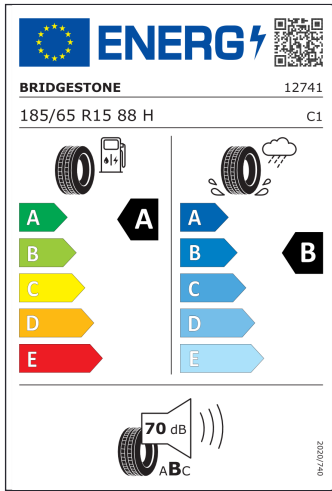 ENERG
BRIDGESTONE 12741
185/65 R15 88 H C1
A A A
B B B
C C
D D
E E
70 dB
ABC
2020/740